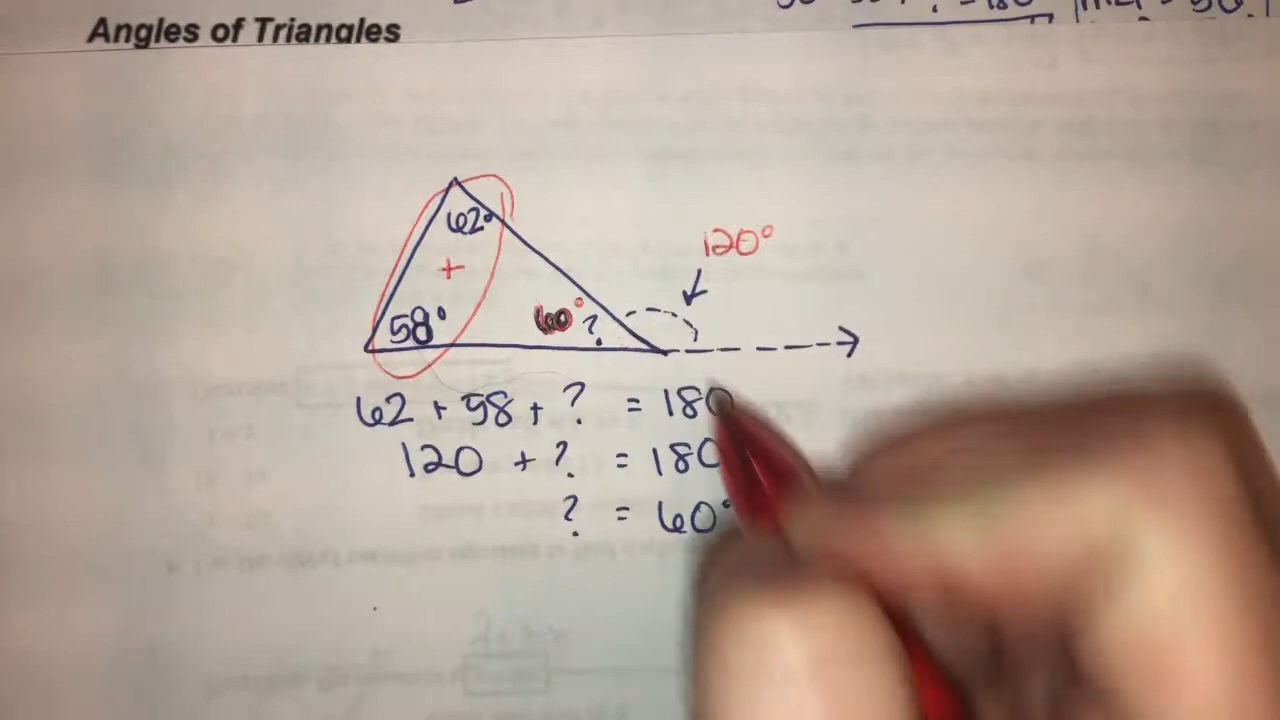 Angles of Triangles
62°
120°
+
60°
?
58°
62 + 58 + ? = 180
120 + ? = 180
? = 60°